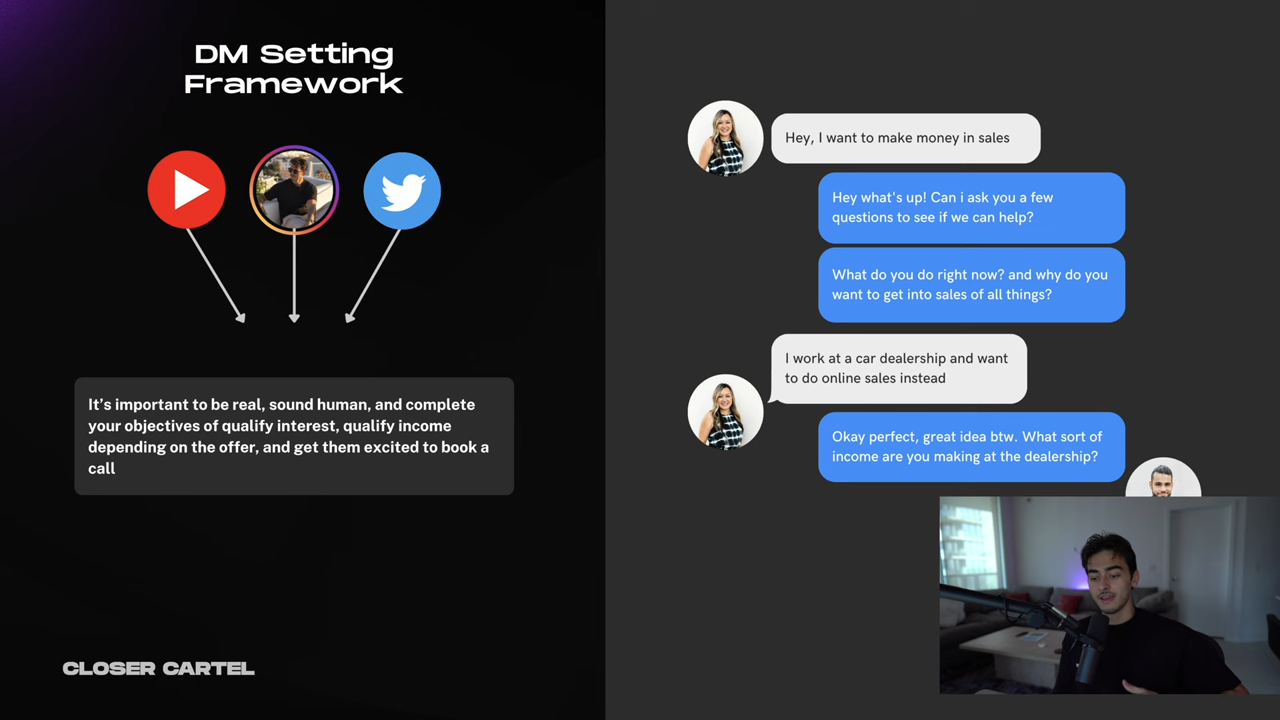 DM Setting
Framework
It's important to be real, sound human, and complete
your objectives of qualify interest, qualify income
depending on the offer, and get them excited to book a
call
CLOSER CARTEL
Hey, I want to make money in sales
Hey what's up! Can i ask you a few
questions to see if we can help?
What do you do right now? and why do you
want to get into sales of all things?
I work at a car dealership and want
to do online sales instead
Okay perfect, great idea btw. What sort of
income are you making at the dealership?